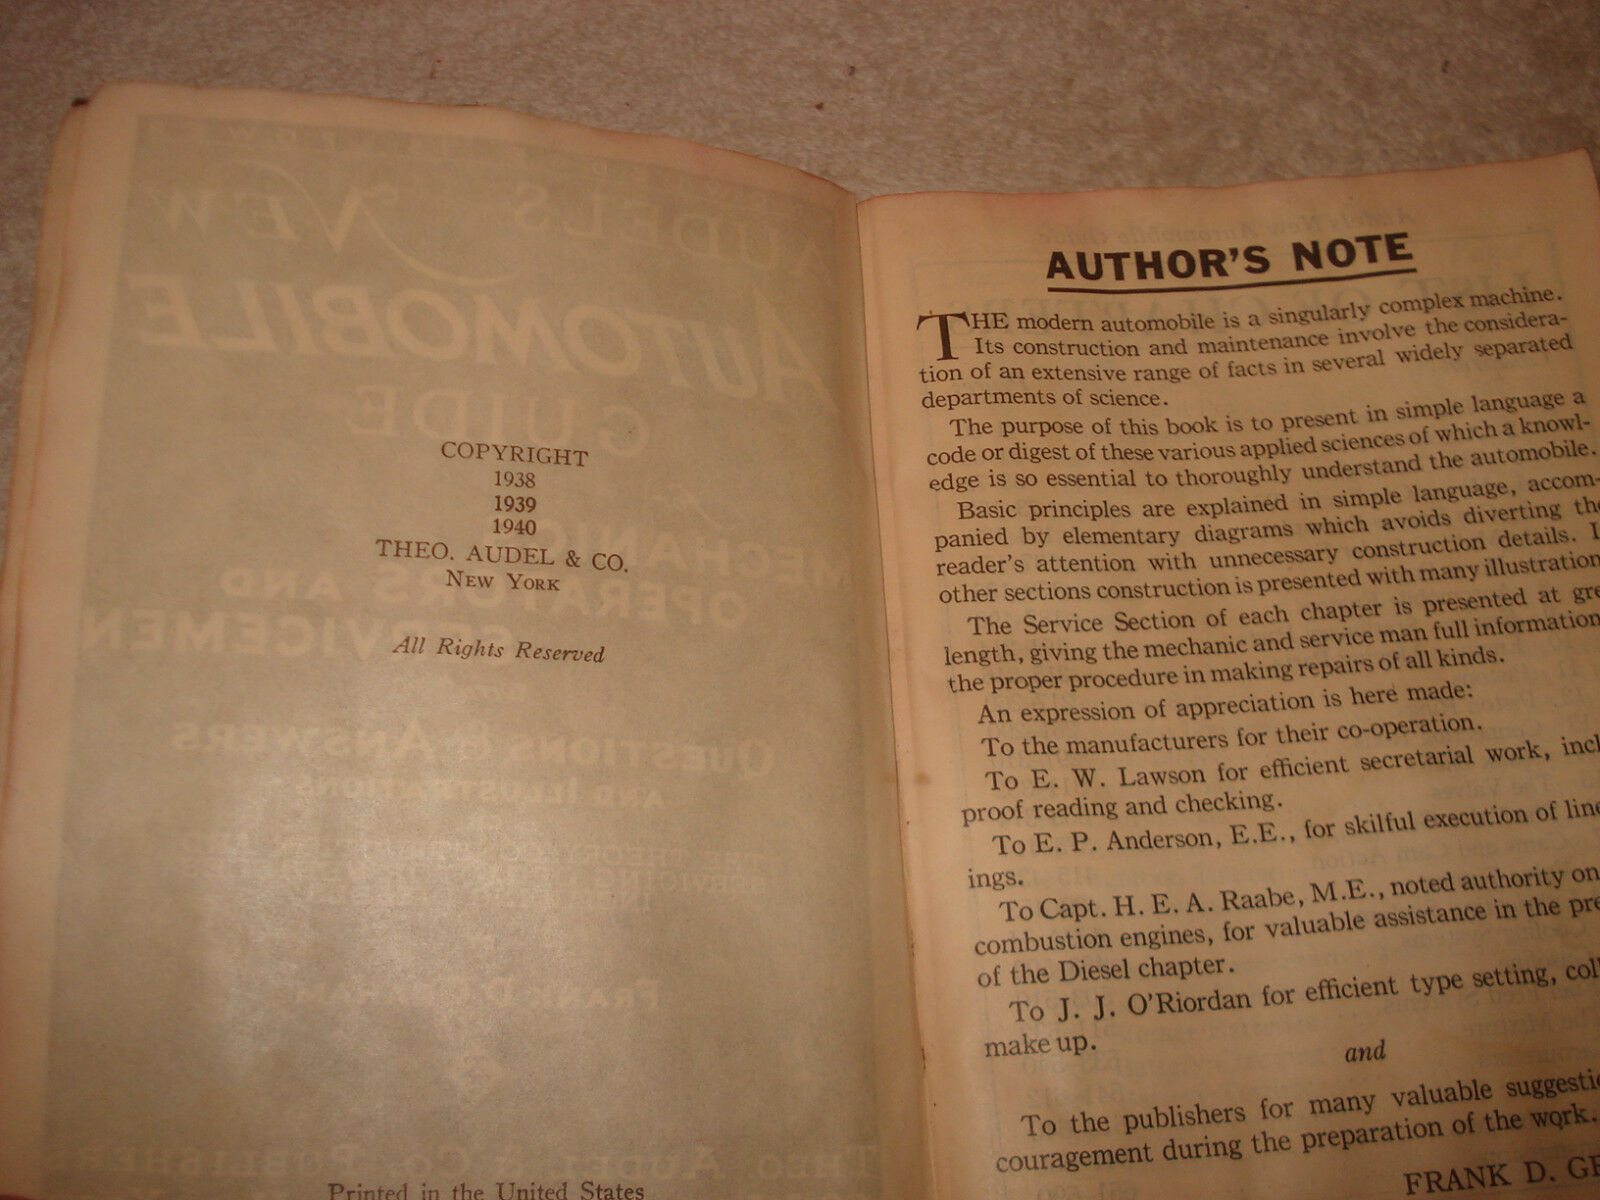 COPYRIGHT
1938
1939
1940
THEO. AUDEL & CO.
NEW YORK
All Rights Reserved
Printed in the United States
AUTHOR'S NOTE
THE modern automobile is a singularly complex machine.
Its construction and maintenance involve the considera-
tion of an extensive range of facts in several widely separated
departments of science.
The purpose of this book is to present in simple language a
code or digest of these various applied sciences of which a knowl-
edge is so essential to thoroughly understand the automobile.
Basic principles are explained in simple language, accom-
panied by elementary diagrams which avoids diverting the
reader's attention with unnecessary construction details. I
other sections construction is presented with many illustration
The Service Section of each chapter is presented at gre
length, giving the mechanic and service man full information
the proper procedure in making repairs of all kinds.
An expression of appreciation is here made:
To the manufacturers for their co-operation.
To E. W. Lawson for efficient secretarial work, incl
proof reading and checking.
To E. P. Anderson, E.E., for skilful execution of line
ings.
To Capt. H. E. A. Raabe, M.E., noted authority on
combustion engines, for valuable assistance in the pre
of the Diesel chapter.
To J. J. O'Riordan for efficient type setting, coll
make up.
and
To the publishers for many valuable suggesti
couragement during the preparation of the work.
FRANK D. GR